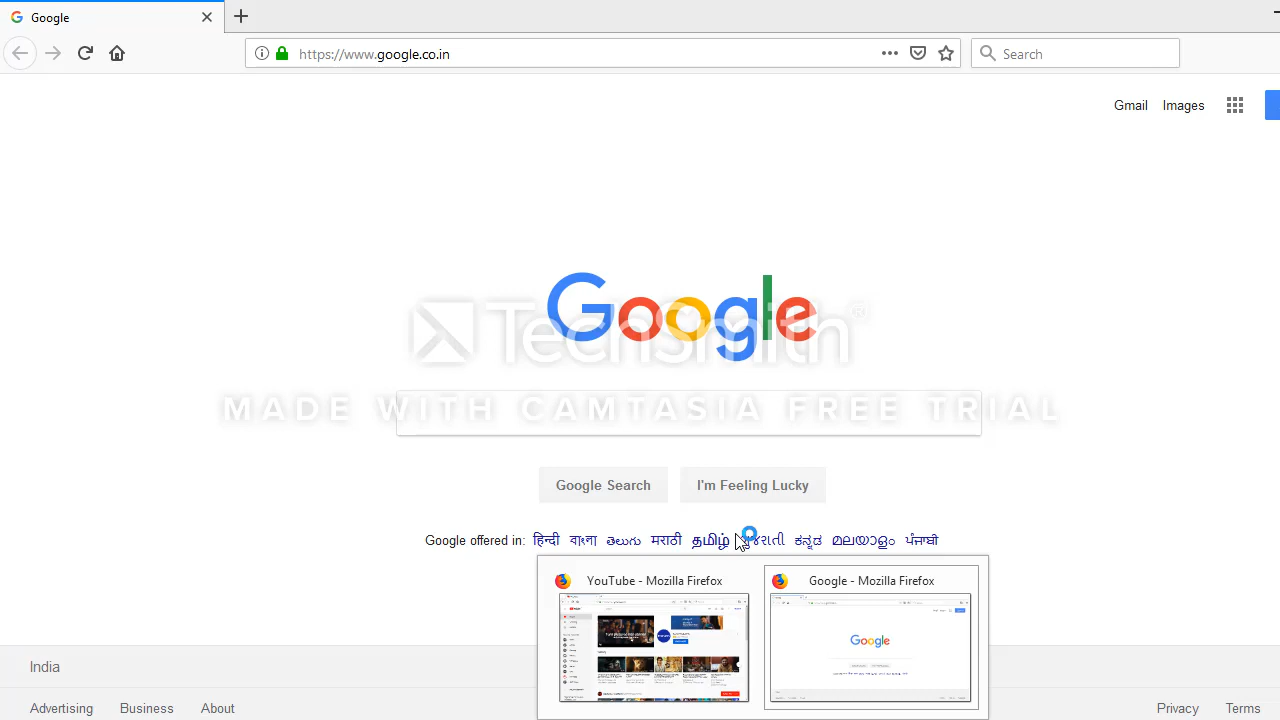 Google
https://www.google.co.in
Search
Gmail Images
Google
TechSmith®
MADE WITH CAMTASIA FREE TRIAL
Google Search I'm Feeling Lucky
Google offered in: हिन्दी বাংলা తెలుగు मराठी தமிழ் ગુજરાતી ಕನ್ನಡ മലയാളം ਪੰਜਾਬੀ
YouTube - Mozilla Firefox Google - Mozilla Firefox
Google
India
Advertising Business About Privacy Terms